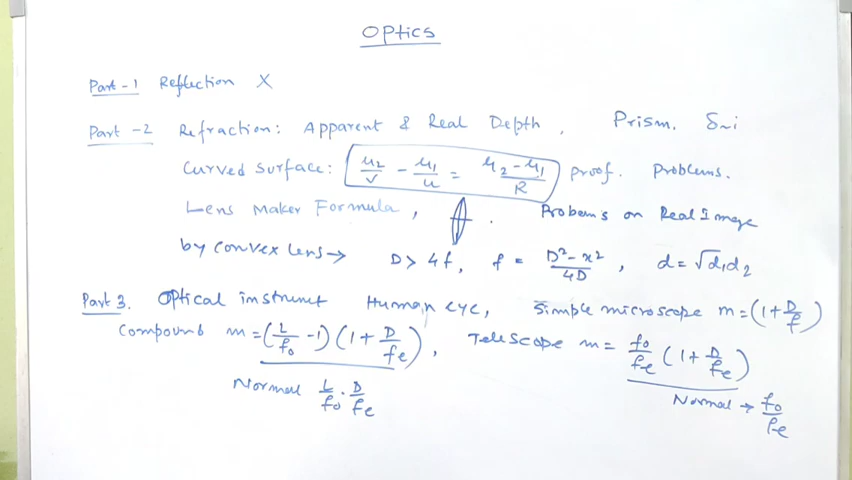 Optics
Part-1 Reflection X
Part-2 Refraction: Apparent & Real Depth, Prism. δ~i
Curved surface: μ2/v - μ1/u = μ2-μ1/R proof. Problems.
Lens Maker Formula, . Probems on Real Image
by convex lens→ D > 4f, f = D²-x²/4D, d = √d1d2
Part 3. Optical instrumt Human eye, Simple microscope m=(1+D/f)
Compound m=(L/fo -1)(1+D/fe), Telescope m= fo/fe (1+D/fe)
Normal L/fo . D/fe Normal → fo/fe